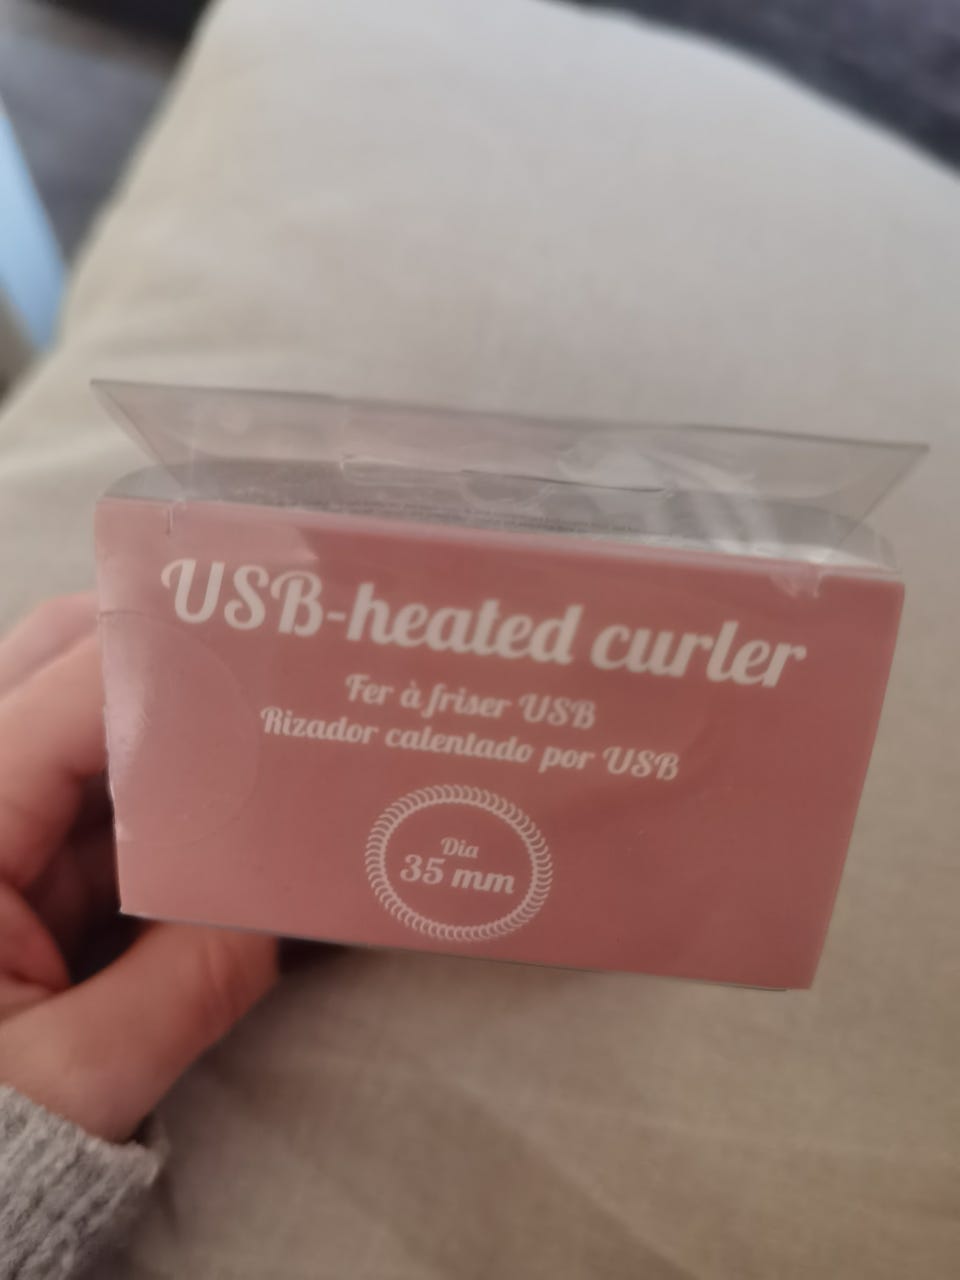 USB-heated curler
Fer à friser USB
Rizador calentado por USB
Dia
35 mm